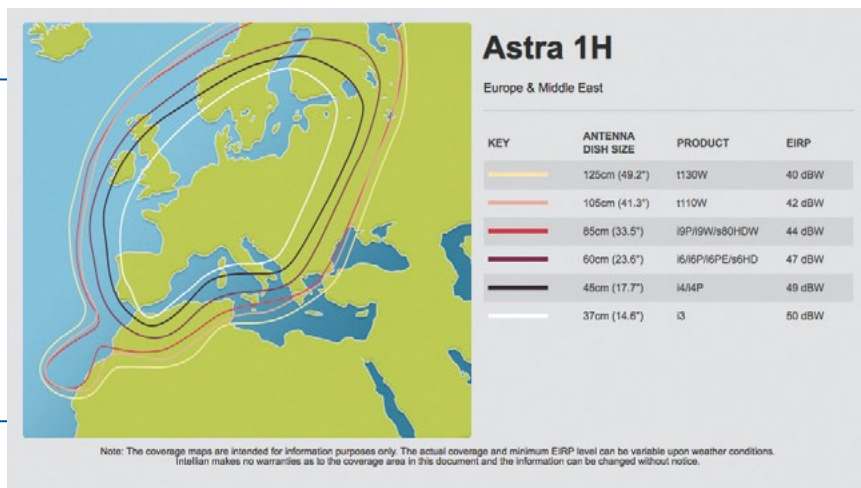 Astra 1H
Europe & Middle East
KEY ANTENNA DISH SIZE PRODUCT EIRP
125cm (49.2") t130W 40 dBW
105cm (41.3") t110W 42 dBW
85cm (33.5") i9P/i9W/s80HDW 44 dBW
60cm (23.6") i6/i6P/i6PE/s6HD 47 dBW
45cm (17.7") i4/i4P 49 dBW
37cm (14.6") i3 50 dBW
Note: The coverage maps are intended for information purposes only. The actual coverage and minimum EIRP level can be variable upon weather conditions.
Intellian makes no warranties as to the coverage area in this document and the information can be changed without notice.